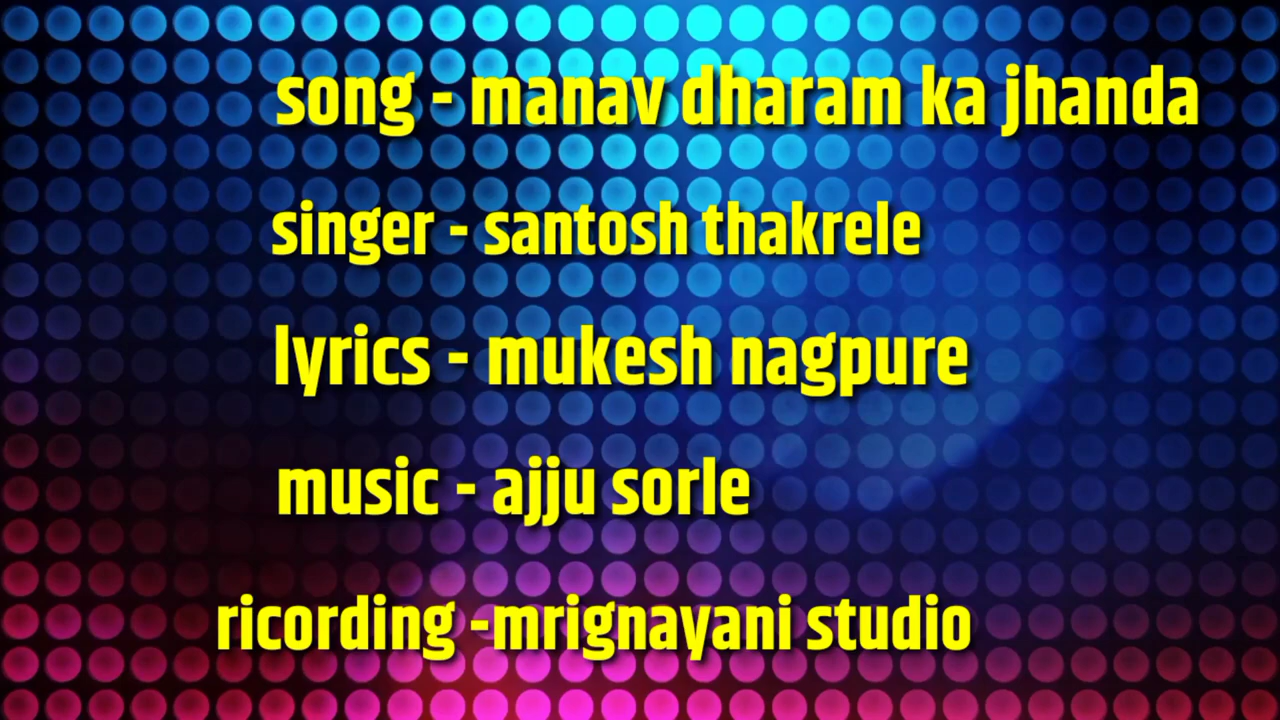 song - manav dharam ka jhanda
singer - santosh thakrele
lyrics - mukesh nagpure
music - ajju sorle
ricording -mrignayani studio